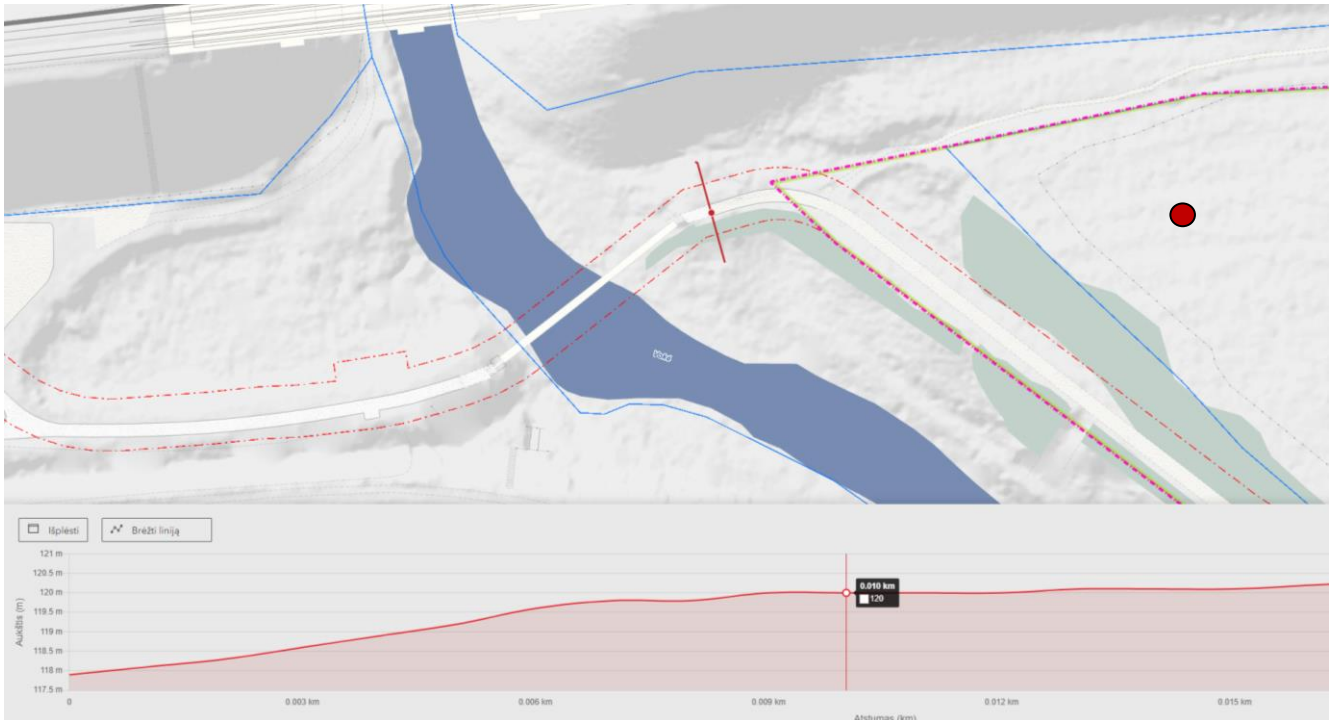 Išplėsti
Brėžti liniją
121 m
120.5 m
120 m
119.5 m
119 m
118.5 m
118 m
117.5 m
Aukštis (m)
0.010 km
120
0
0.003 km
0.006 km
0.009 km
0.012 km
0.015 km
Atstumas (km)